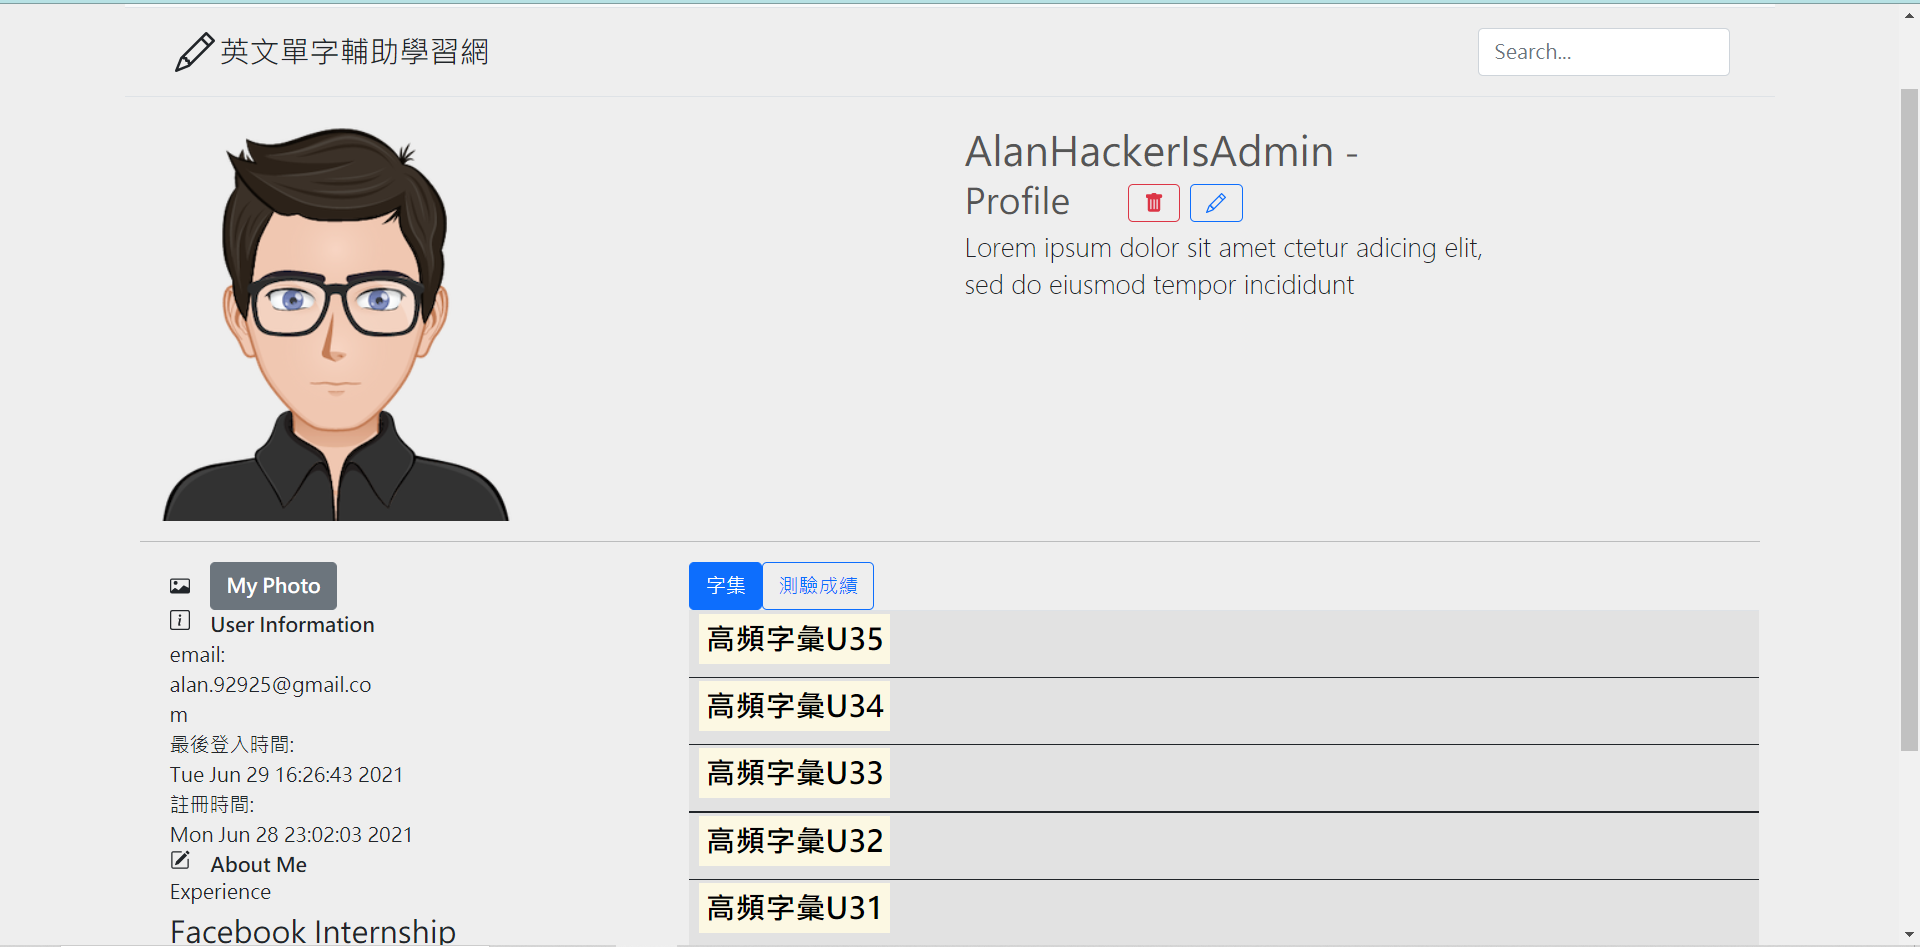 英文單字輔助學習網
Search...
AlanHackerIsAdmin -
Profile
Lorem ipsum dolor sit amet ctetur adicing elit,
sed do eiusmod tempor incididunt
My Photo
User Information
email:
alan.92925@gmail.co
m
最後登入時間:
Tue Jun 29 16:26:43 2021
註冊時間:
Mon Jun 28 23:02:03 2021
About Me
Experience
Facebook Internship
字集
測驗成績
高頻字彙U35
高頻字彙U34
高頻字彙U33
高頻字彙U32
高頻字彙U31